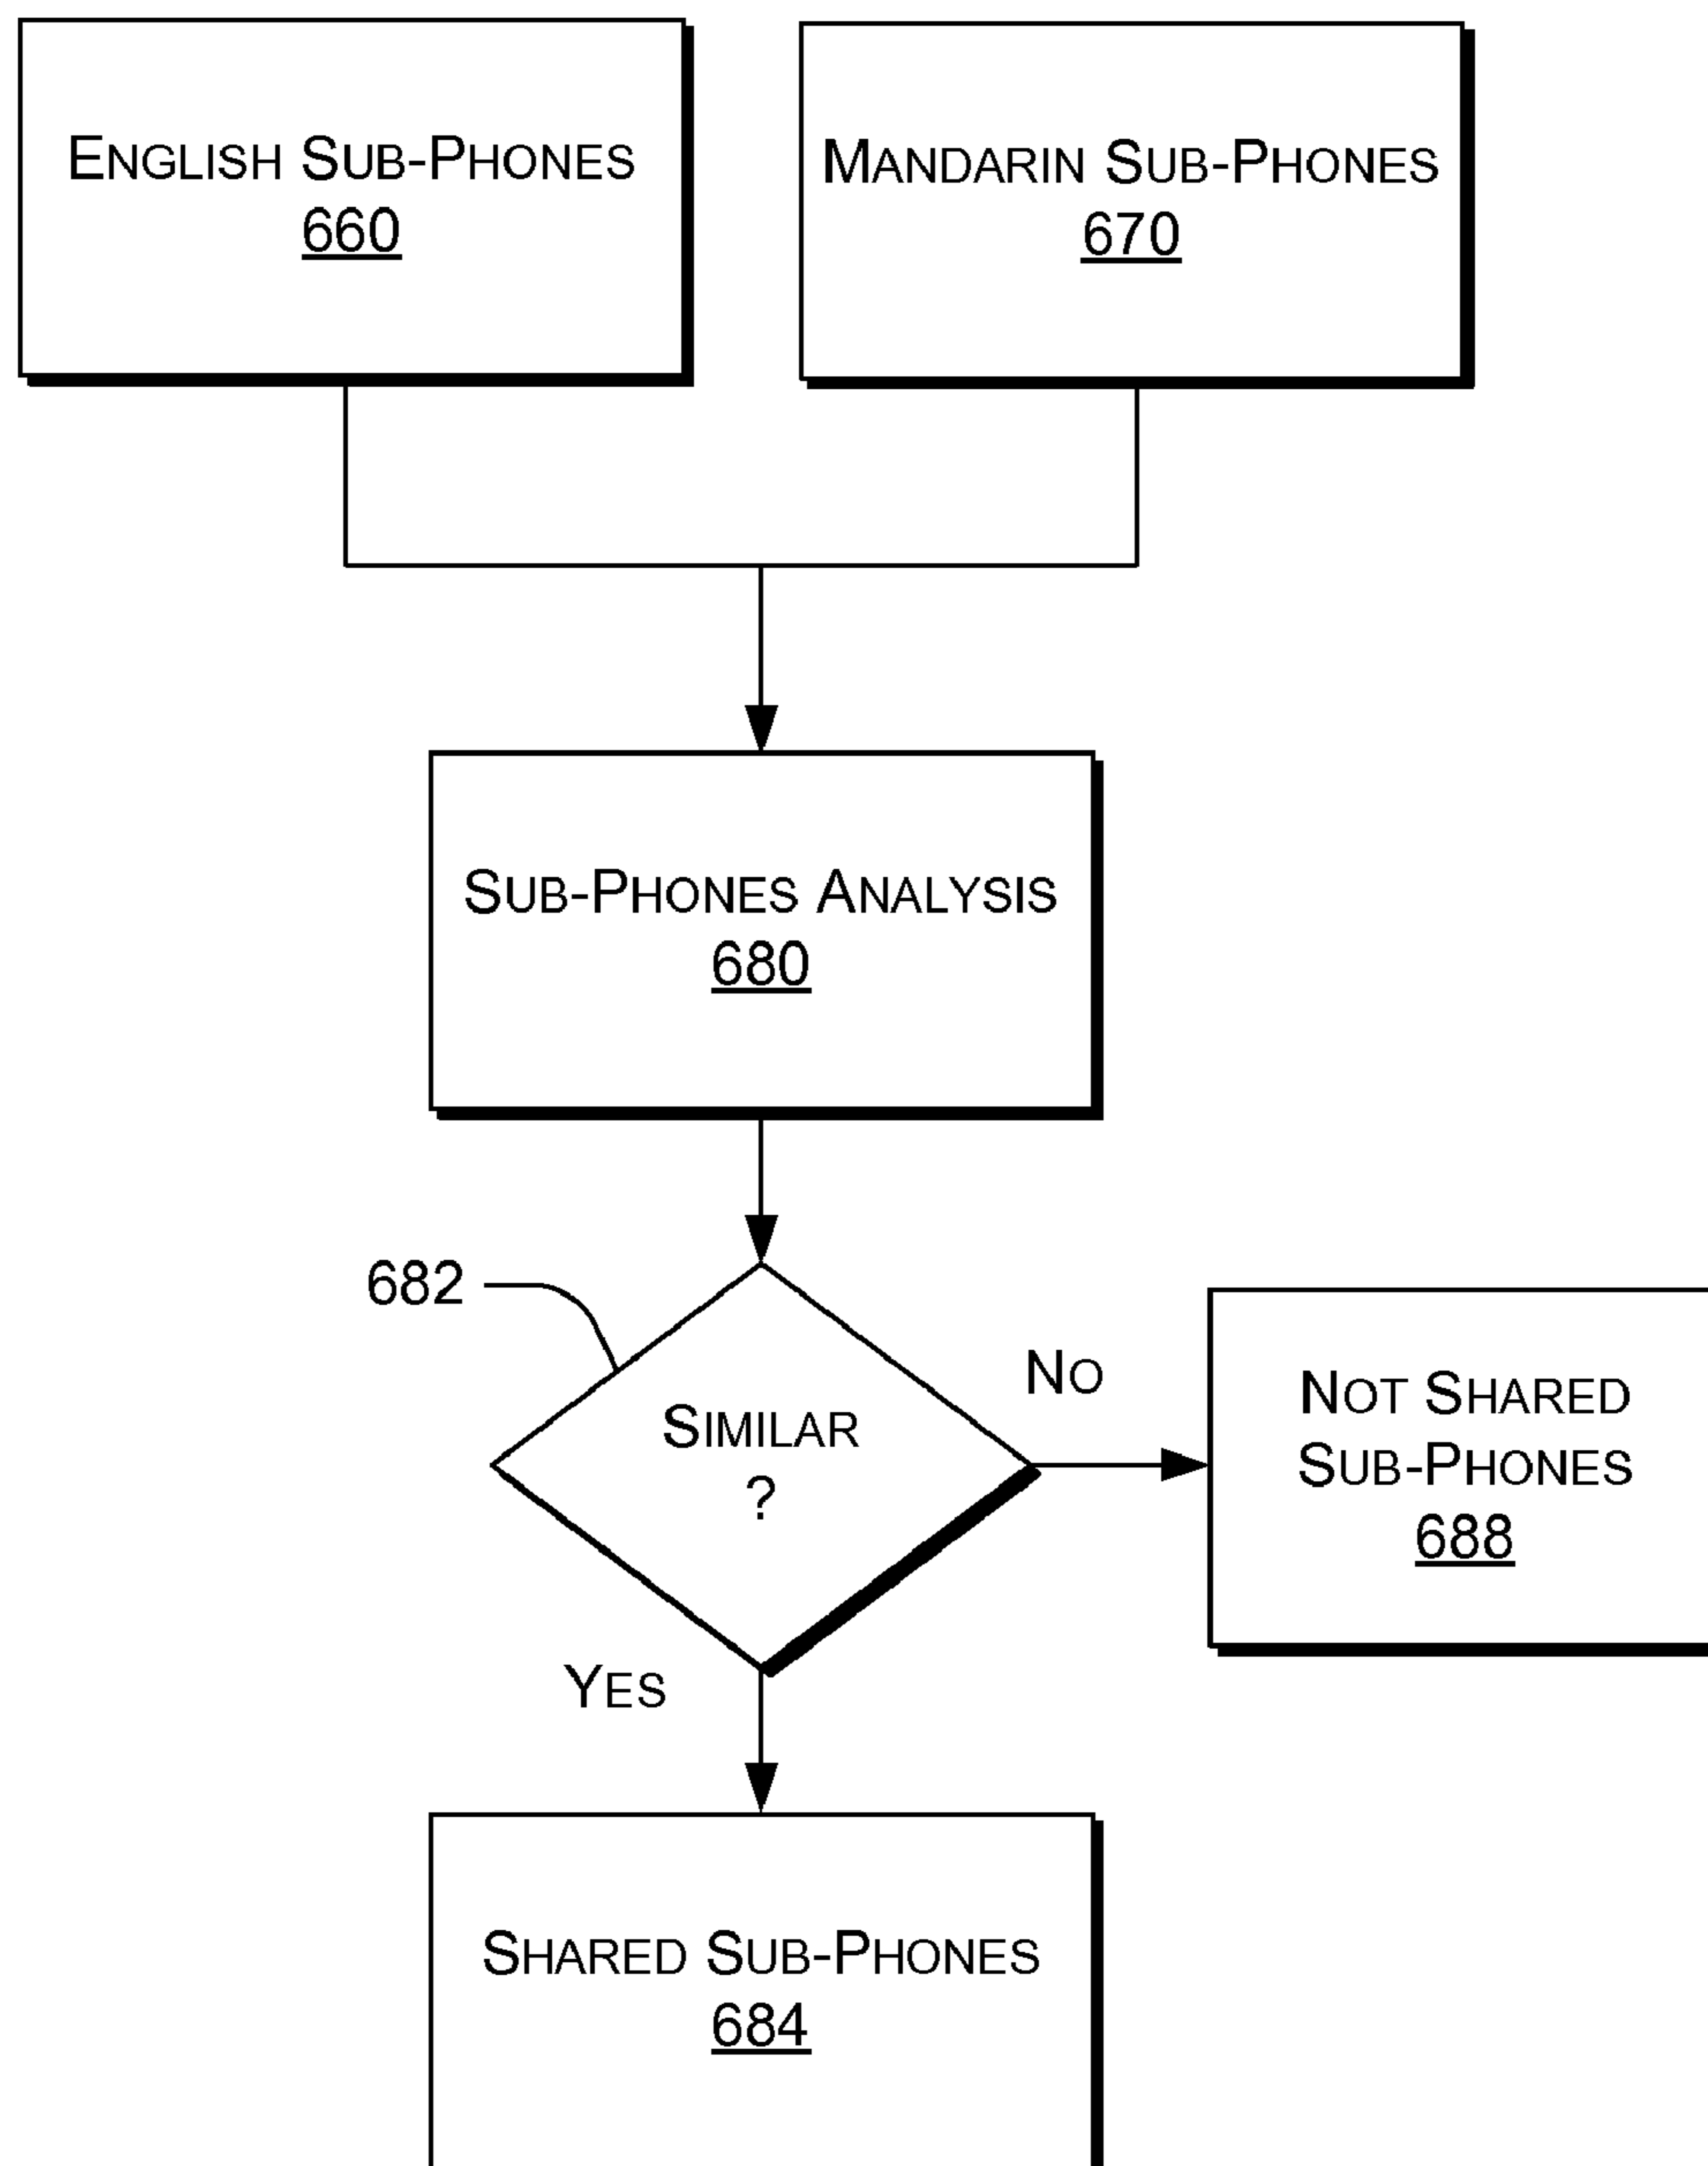 ENGLISH SUB-PHONES
660
MANDARIN SUB-PHONES
670
SUB-PHONES ANALYSIS
680
682
SIMILAR
?
NO
NOT SHARED
SUB-PHONES
688
YES
SHARED SUB-PHONES
684